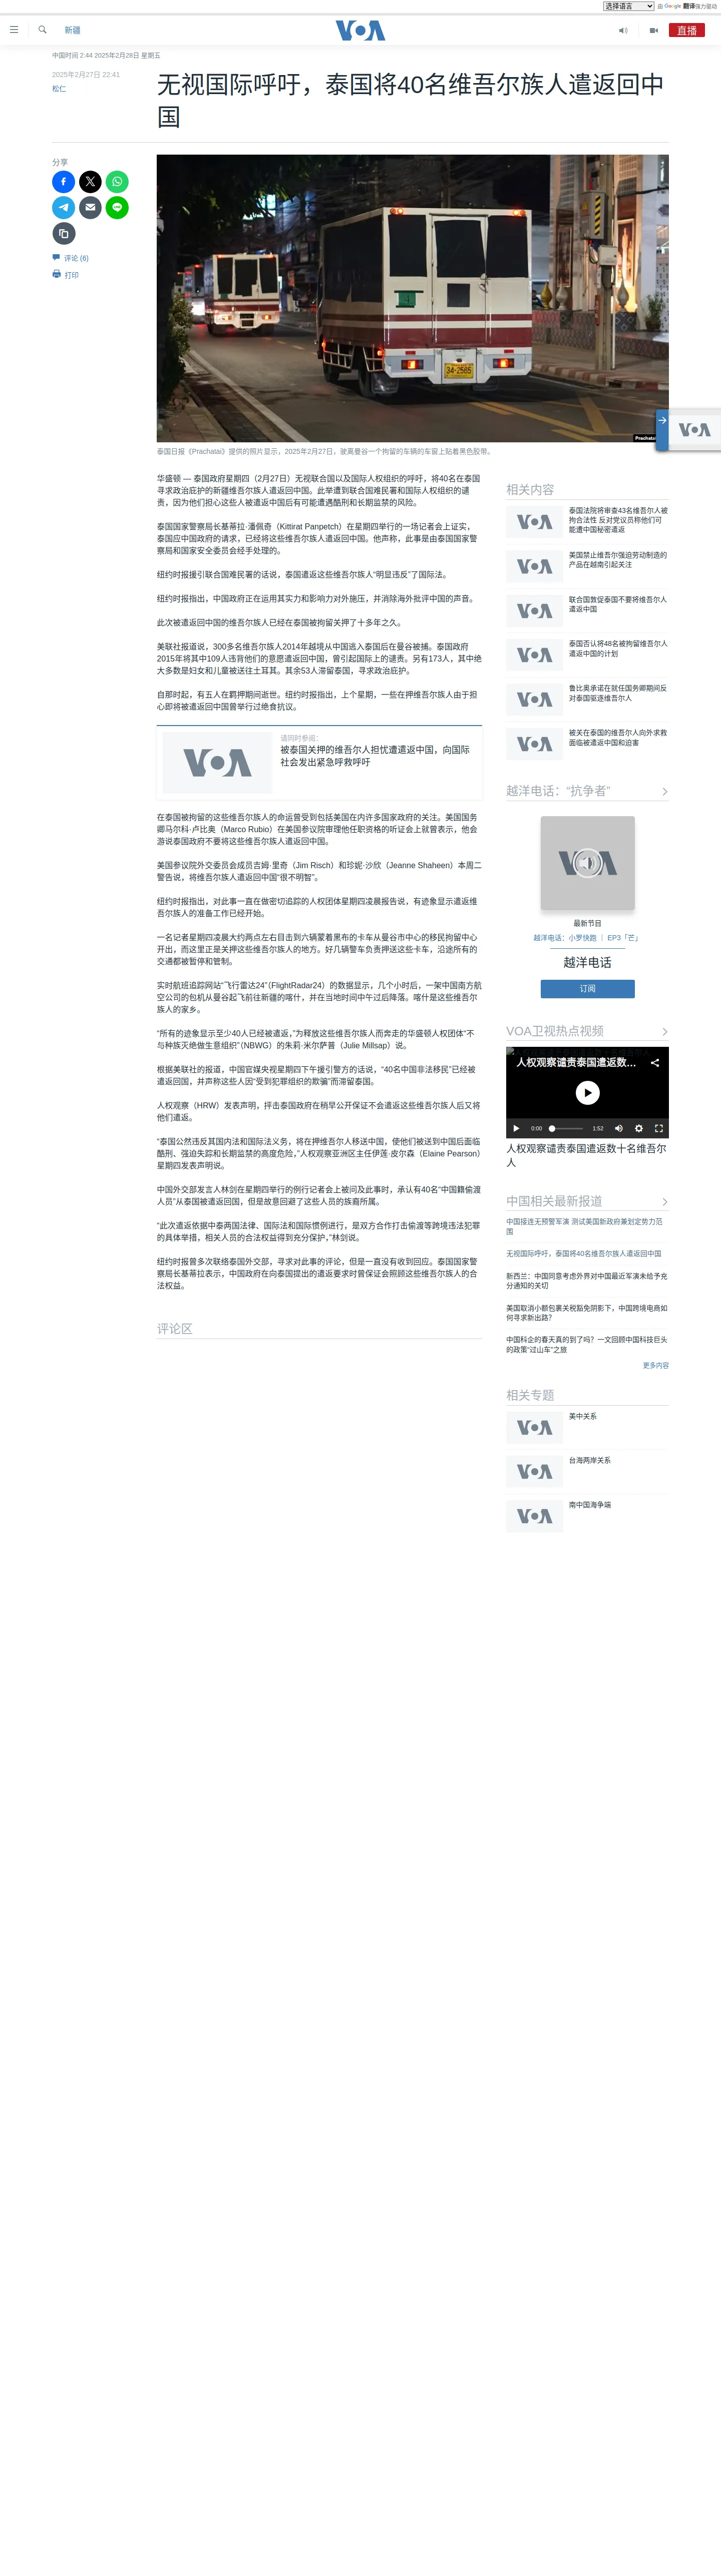 选择语言
由 Google 翻译强力驱动
新疆
VOA
直播
中国时间 2:44 2025年2月28日 星期五
2025年2月27日 22:41
松仁
无视国际呼吁，泰国将40名维吾尔族人遣返回中
国
分享
评论 (6)
打印
34-2565
Prachatai
泰国日报《Prachatai》提供的照片显示，2025年2月27日，驶离曼谷一个拘留的车辆的车窗上贴着黑色胶带。
华盛顿 — 泰国政府星期四（2月27日）无视联合国以及国际人权组织的呼吁，将40名在泰国
寻求政治庇护的新疆维吾尔族人遣返回中国。此举遭到联合国难民署和国际人权组织的谴
责，因为他们担心这些人被遣返中国后有可能遭遇酷刑和长期监禁的风险。
泰国国家警察局长基蒂拉·潘佩奇（Kittirat Panpetch）在星期四举行的一场记者会上证实，
泰国应中国政府的请求，已经将这些维吾尔族人遣返回中国。他声称，此事是由泰国国家警
察局和国家安全委员会经手处理的。
纽约时报援引联合国难民署的话说，泰国遣返这些维吾尔族人“明显违反”了国际法。
纽约时报指出，中国政府正在运用其实力和影响力对外施压，并消除海外批评中国的声音。
此次被遣返回中国的维吾尔族人已经在泰国被拘留关押了十多年之久。
美联社报道说，300多名维吾尔族人2014年越境从中国逃入泰国后在曼谷被捕。泰国政府
2015年将其中109人违背他们的意愿遣返回中国，曾引起国际上的谴责。另有173人，其中绝
大多数是妇女和儿童被送往土耳其。其余53人滞留泰国，寻求政治庇护。
自那时起，有五人在羁押期间逝世。纽约时报指出，上个星期，一些在押维吾尔族人由于担
心即将被遣返回中国曾举行过绝食抗议。
VOA
请同时参阅：
被泰国关押的维吾尔人担忧遭遣返中国，向国际
社会发出紧急呼救呼吁
在泰国被拘留的这些维吾尔族人的命运曾受到包括美国在内许多国家政府的关注。美国国务
卿马尔科·卢比奥（Marco Rubio）在美国参议院审理他任职资格的听证会上就曾表示，他会
游说泰国政府不要将这些维吾尔族人遣返回中国。
美国参议院外交委员会成员吉姆·里奇（Jim Risch）和珍妮·沙欣（Jeanne Shaheen）本周二
警告说，将维吾尔族人遣返回中国“很不明智”。
纽约时报指出，对此事一直在做密切追踪的人权团体星期四凌晨报告说，有迹象显示遣返维
吾尔族人的准备工作已经开始。
一名记者星期四凌晨大约两点左右目击到六辆蒙着黑布的卡车从曼谷市中心的移民拘留中心
开出，而这里正是关押这些维吾尔族人的地方。好几辆警车负责押送这些卡车，沿途所有的
交通都被暂停和管制。
实时航班追踪网站“飞行雷达24”（FlightRadar24）的数据显示，几个小时后，一架中国南方航
空公司的包机从曼谷起飞前往新疆的喀什，并在当地时间中午过后降落。喀什是这些维吾尔
族人的家乡。
“所有的迹象显示至少40人已经被遣返，”为释放这些维吾尔族人而奔走的华盛顿人权团体“不
与种族灭绝做生意组织”（NBWG）的朱莉·米尔萨普（Julie Millsap）说。
根据美联社的报道，中国官媒央视星期四下午援引警方的话说，“40名中国非法移民”已经被
遣返回国，并声称这些人因“受到犯罪组织的欺骗”而滞留泰国。
人权观察（HRW）发表声明，抨击泰国政府在稍早公开保证不会遣返这些维吾尔族人后又将
他们遣返。
“泰国公然违反其国内法和国际法义务，将在押维吾尔人移送中国，使他们被送到中国后面临
酷刑、强迫失踪和长期监禁的高度危险，”人权观察亚洲区主任伊莲·皮尔森（Elaine Pearson）
星期四发表声明说。
中国外交部发言人林剑在星期四举行的例行记者会上被问及此事时，承认有40名“中国籍偷渡
人员”从泰国被遣返回国，但是故意回避了这些人员的族裔所属。
“此次遣返依据中泰两国法律、国际法和国际惯例进行，是双方合作打击偷渡等跨境违法犯罪
的具体举措，相关人员的合法权益得到充分保护，”林剑说。
纽约时报曾多次联络泰国外交部，寻求对此事的评论，但是一直没有收到回应。泰国国家警
察局长基蒂拉表示，中国政府在向泰国提出的遣返要求时曾保证会照顾这些维吾尔族人的合
法权益。
评论区
VOA
相关内容
VOA
泰国法院将审查43名维吾尔人被
拘合法性 反对党议员称他们可
能遭中国秘密遣返
VOA
美国禁止维吾尔强迫劳动制造的
产品在越南引起关注
VOA
联合国敦促泰国不要将维吾尔人
遣返中国
VOA
泰国否认将48名被拘留维吾尔人
遣返中国的计划
VOA
鲁比奥承诺在就任国务卿期间反
对泰国驱逐维吾尔人
VOA
被关在泰国的维吾尔人向外求救
面临被遣返中国和迫害
越洋电话：“抗争者”
VOA
最新节目
越洋电话：小罗快跑 ｜ EP3「芒」
越洋电话
订阅
VOA卫视热点视频
人权观察谴责泰国遣返数...
0:00
1:52
人权观察谴责泰国遣返数十名维吾尔
人
中国相关最新报道
中国接连无预警军演 测试美国新政府兼划定势力范
围
无视国际呼吁，泰国将40名维吾尔族人遣返回中国
新西兰：中国同意考虑外界对中国最近军演未给予充
分通知的关切
美国取消小额包裹关税豁免阴影下，中国跨境电商如
何寻求新出路？
中国科企的春天真的到了吗？一文回顾中国科技巨头
的政策“过山车”之旅
更多内容
相关专题
VOA
美中关系
VOA
台海两岸关系
VOA
南中国海争端